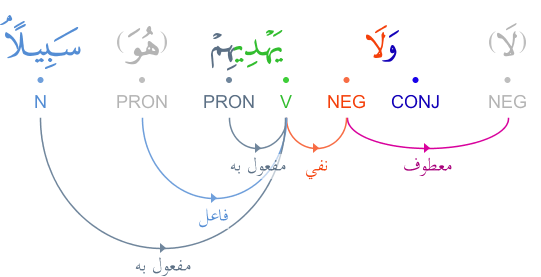 (لَا) وَلَا يَهْدِيهِمْ (هُوَ) سَبِيلًاۘ
NEG CONJ NEG V PRON PRON N
معطوف نفي مفعول به
فاعل
مفعول به